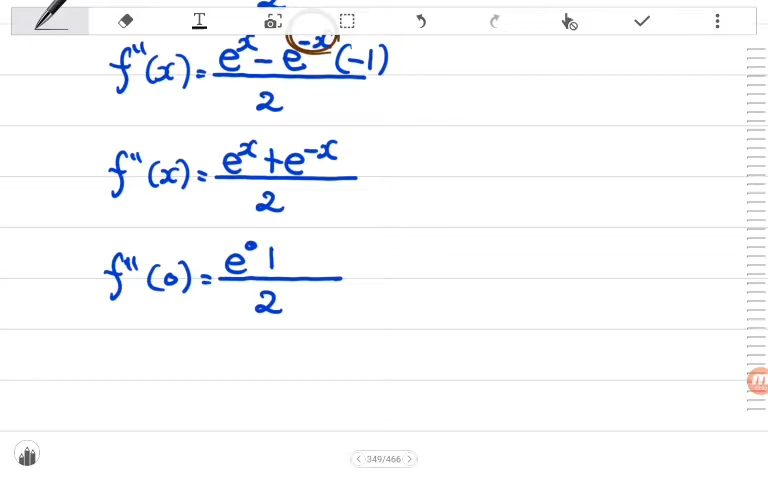 f"(x) = e^x - e^-x (-1) / 2
f"(x) = e^x + e^-x / 2
f"(0) = e^0 1 / 2
349/466